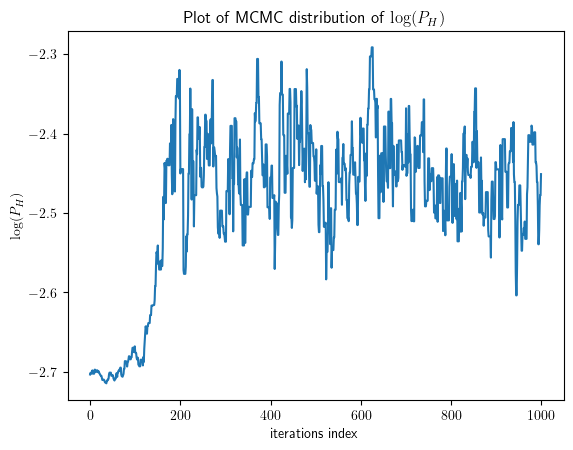 Plot of MCMC distribution of log(P_H)
log(P_H)
−2.3
−2.4
−2.5
−2.6
−2.7
0 200 400 600 800 1000
iterations index